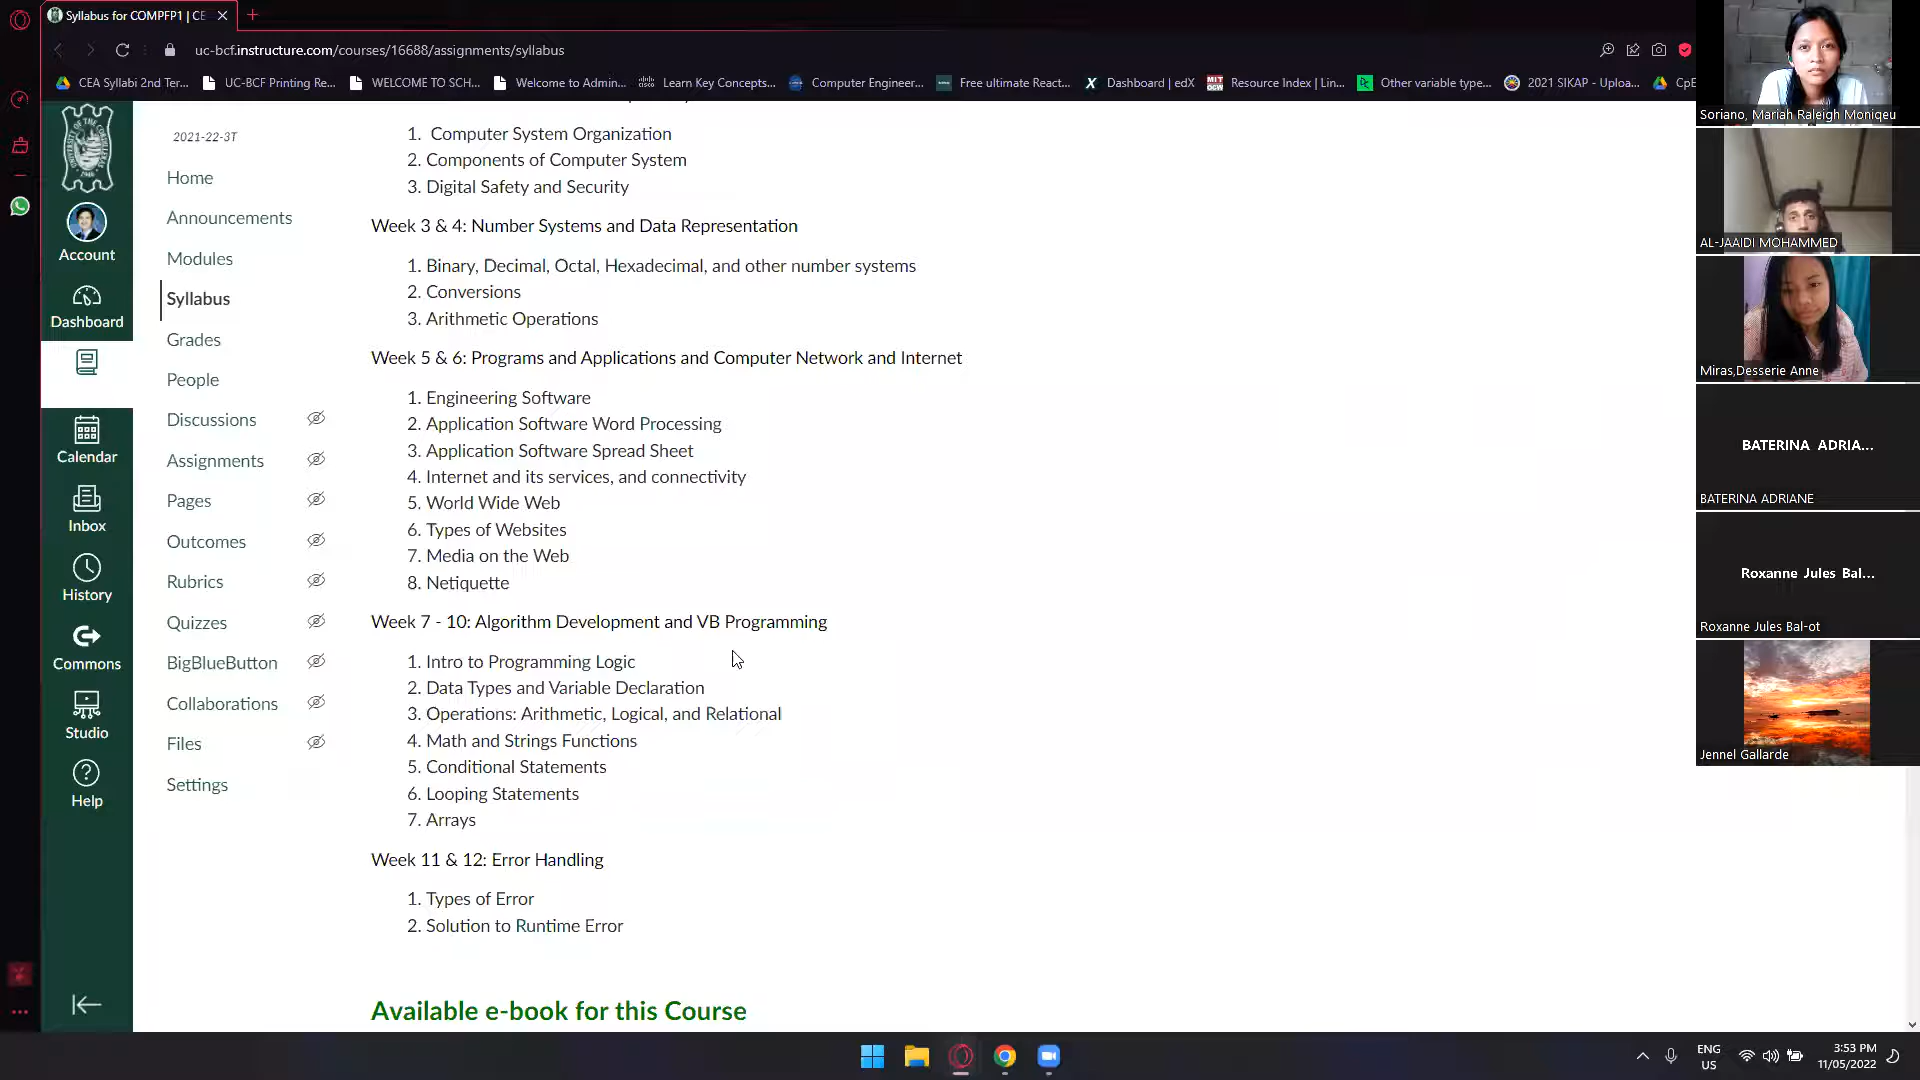 Syllabus for COMPFP1 | CE
uc-bcf.instructure.com/courses/16688/assignments/syllabus
CEA Syllabi 2nd Ter...
UC-BCF Printing Re...
WELCOME TO SCH...
Welcome to Admin...
Learn Key Concepts...
Computer Engineer...
Free ultimate React...
Dashboard | edX
Resource Index | Lin...
Other variable type...
2021 SIKAP - Uploa...
CpE
Account
Dashboard
Calendar
Inbox
History
Commons
Studio
Help
2021-22-3T
Home
Announcements
Modules
Syllabus
Grades
People
Discussions
Assignments
Pages
Outcomes
Rubrics
Quizzes
BigBlueButton
Collaborations
Files
Settings
1. Computer System Organization
2. Components of Computer System
3. Digital Safety and Security
Week 3 & 4: Number Systems and Data Representation
1. Binary, Decimal, Octal, Hexadecimal, and other number systems
2. Conversions
3. Arithmetic Operations
Week 5 & 6: Programs and Applications and Computer Network and Internet
1. Engineering Software
2. Application Software Word Processing
3. Application Software Spread Sheet
4. Internet and its services, and connectivity
5. World Wide Web
6. Types of Websites
7. Media on the Web
8. Netiquette
Week 7 - 10: Algorithm Development and VB Programming
1. Intro to Programming Logic
2. Data Types and Variable Declaration
3. Operations: Arithmetic, Logical, and Relational
4. Math and Strings Functions
5. Conditional Statements
6. Looping Statements
7. Arrays
Week 11 & 12: Error Handling
1. Types of Error
2. Solution to Runtime Error
Available e-book for this Course
Soriano, Mariah Raleigh Moniqeu
AL-JAAIDI MOHAMMED
Miras,Desserie Anne
BATERINA ADRIA...
BATERINA ADRIANE
Roxanne Jules Bal...
Roxanne Jules Bal-ot
Jennel Gallarde
ENG
US
3:53 PM
11/05/2022